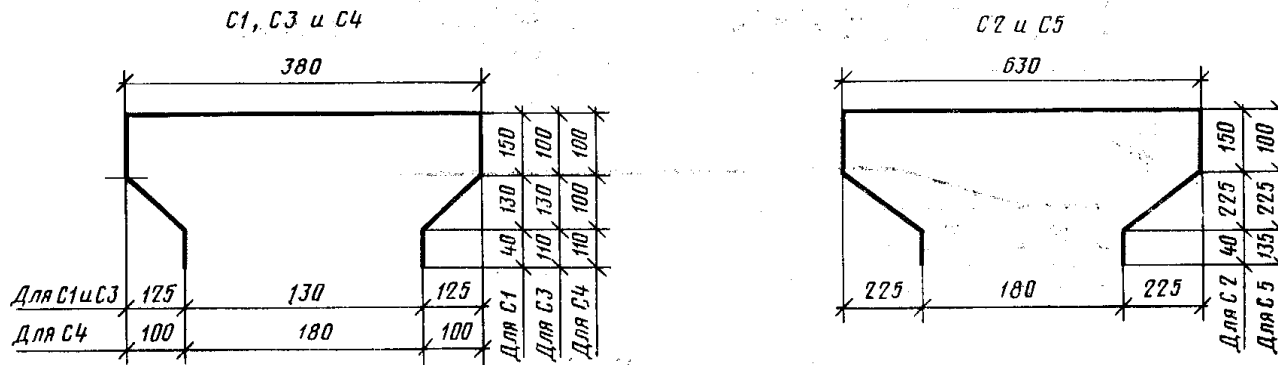 С1, С3 и С4
380
150 100 100
130 130 100
40 110 110
Для С1 Для С3 Для С4
Для С1 и С3 125 130 125
Для С4 100 180 100
С2 и С5
630
150 100
225 225
40 135
Для С2 Для С5
225 180 225